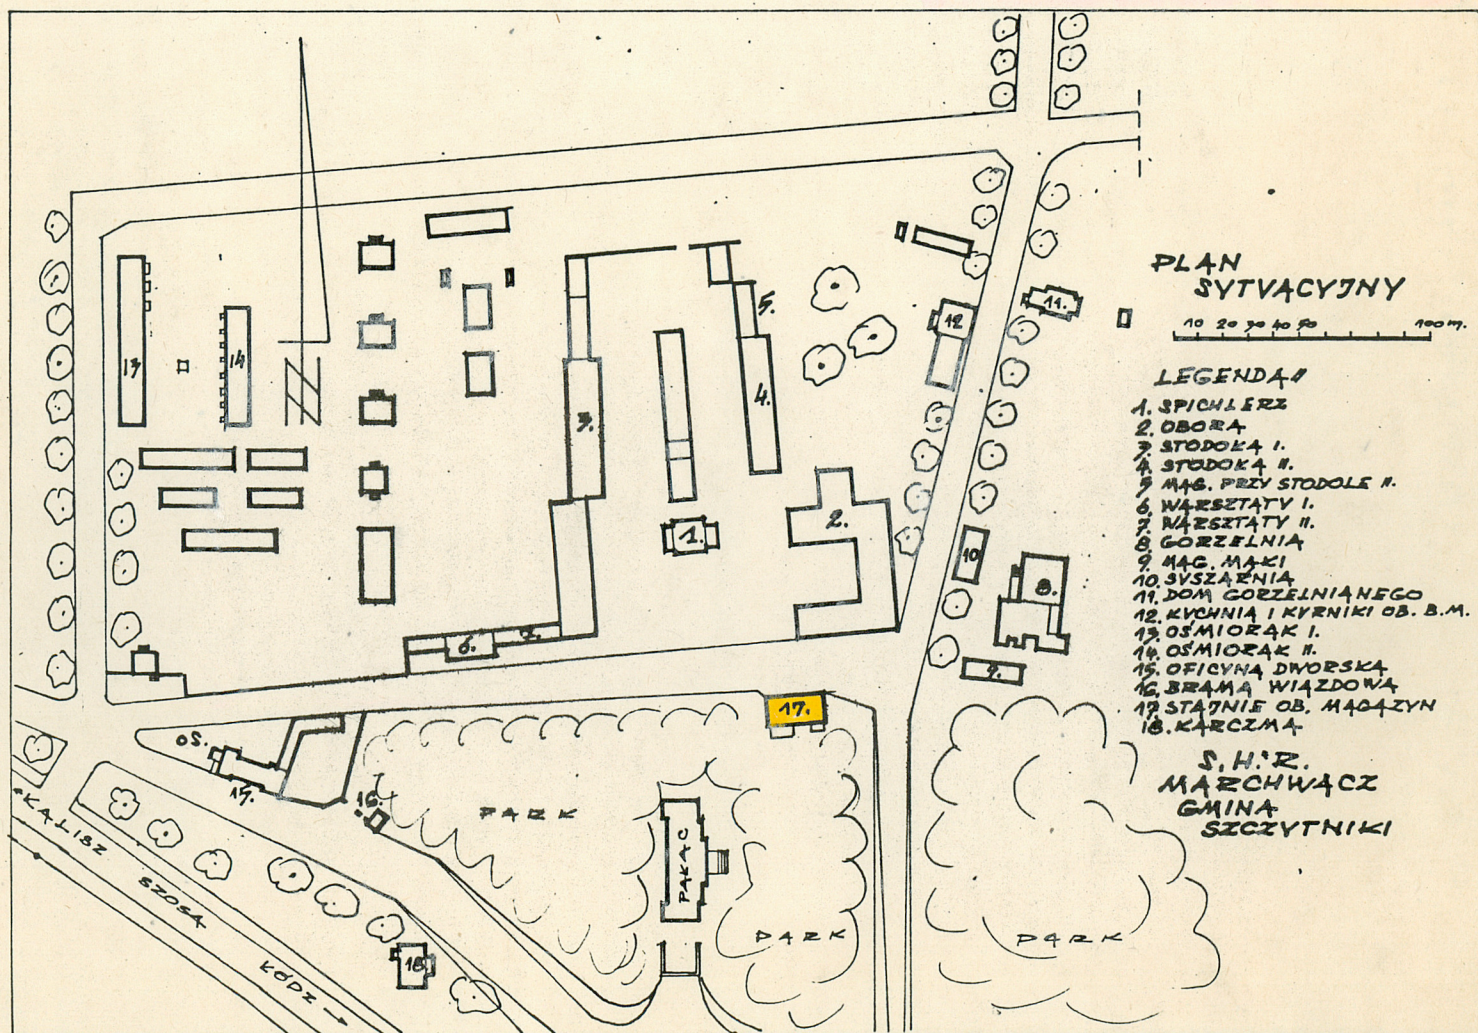 PLAN
SYTUACYJNY
10 20 30 40 50 100 m.
LEGENDA
1. SPICHLERZ
2. OBORA
3. STODOŁA I.
4. STODOŁA II.
5. MAG. PRZY STODOLE II.
6. WARSZTATY I.
7. WARSZTATY II.
8. GORZELNIA
9. MAG. MĄKI
10. SUSZARNIA
11. DOM GORZELNIANEGO
12. KUCHNIA I KURNIKI OB. B.M.
13. OŚMIORAK I.
14. OŚMIORAK II.
15. OFICYNA DWORSKA
16. BRAMA WJAZDOWA
17. STAJNIE OB. MAGAZYN
18. KARCZMA
S.H.R.
MARCHWACZ
GMINA
SZCZYTNIKI
13
14
3.
5.
4.
12
11.
1.
2.
10
8.
9.
6.
7.
17.
OS.
15.
16.
PARK
PAŁAC
PARK
PARK
KALISZ
SZOSA
ŁÓDZ
18